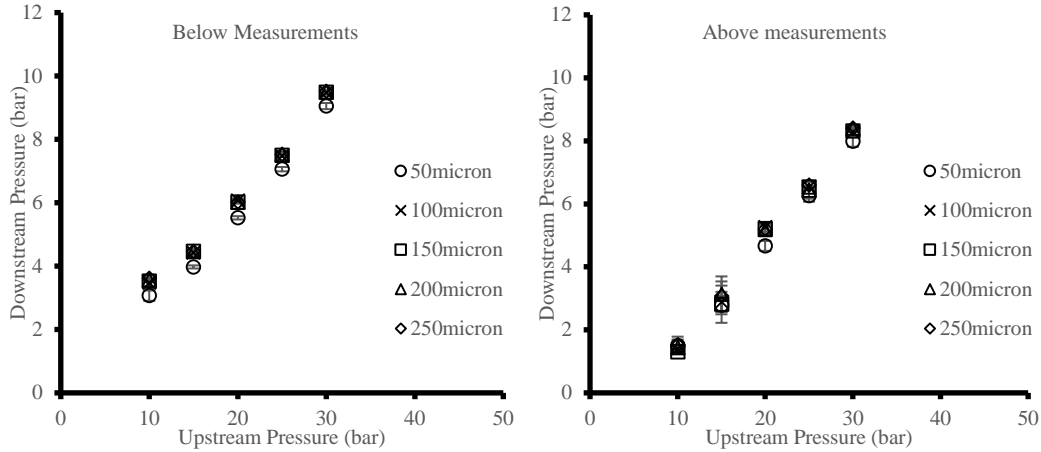 Below Measurements
Downstream Pressure (bar)
12
10
8
6
4
2
0
0 10 20 30 40 50
Upstream Pressure (bar)
50micron
100micron
150micron
200micron
250micron
Above measurements
Downstream Pressure (bar)
12
10
8
6
4
2
0
0 10 20 30 40 50
Upstream Pressure (bar)
50micron
100micron
150micron
200micron
250micron